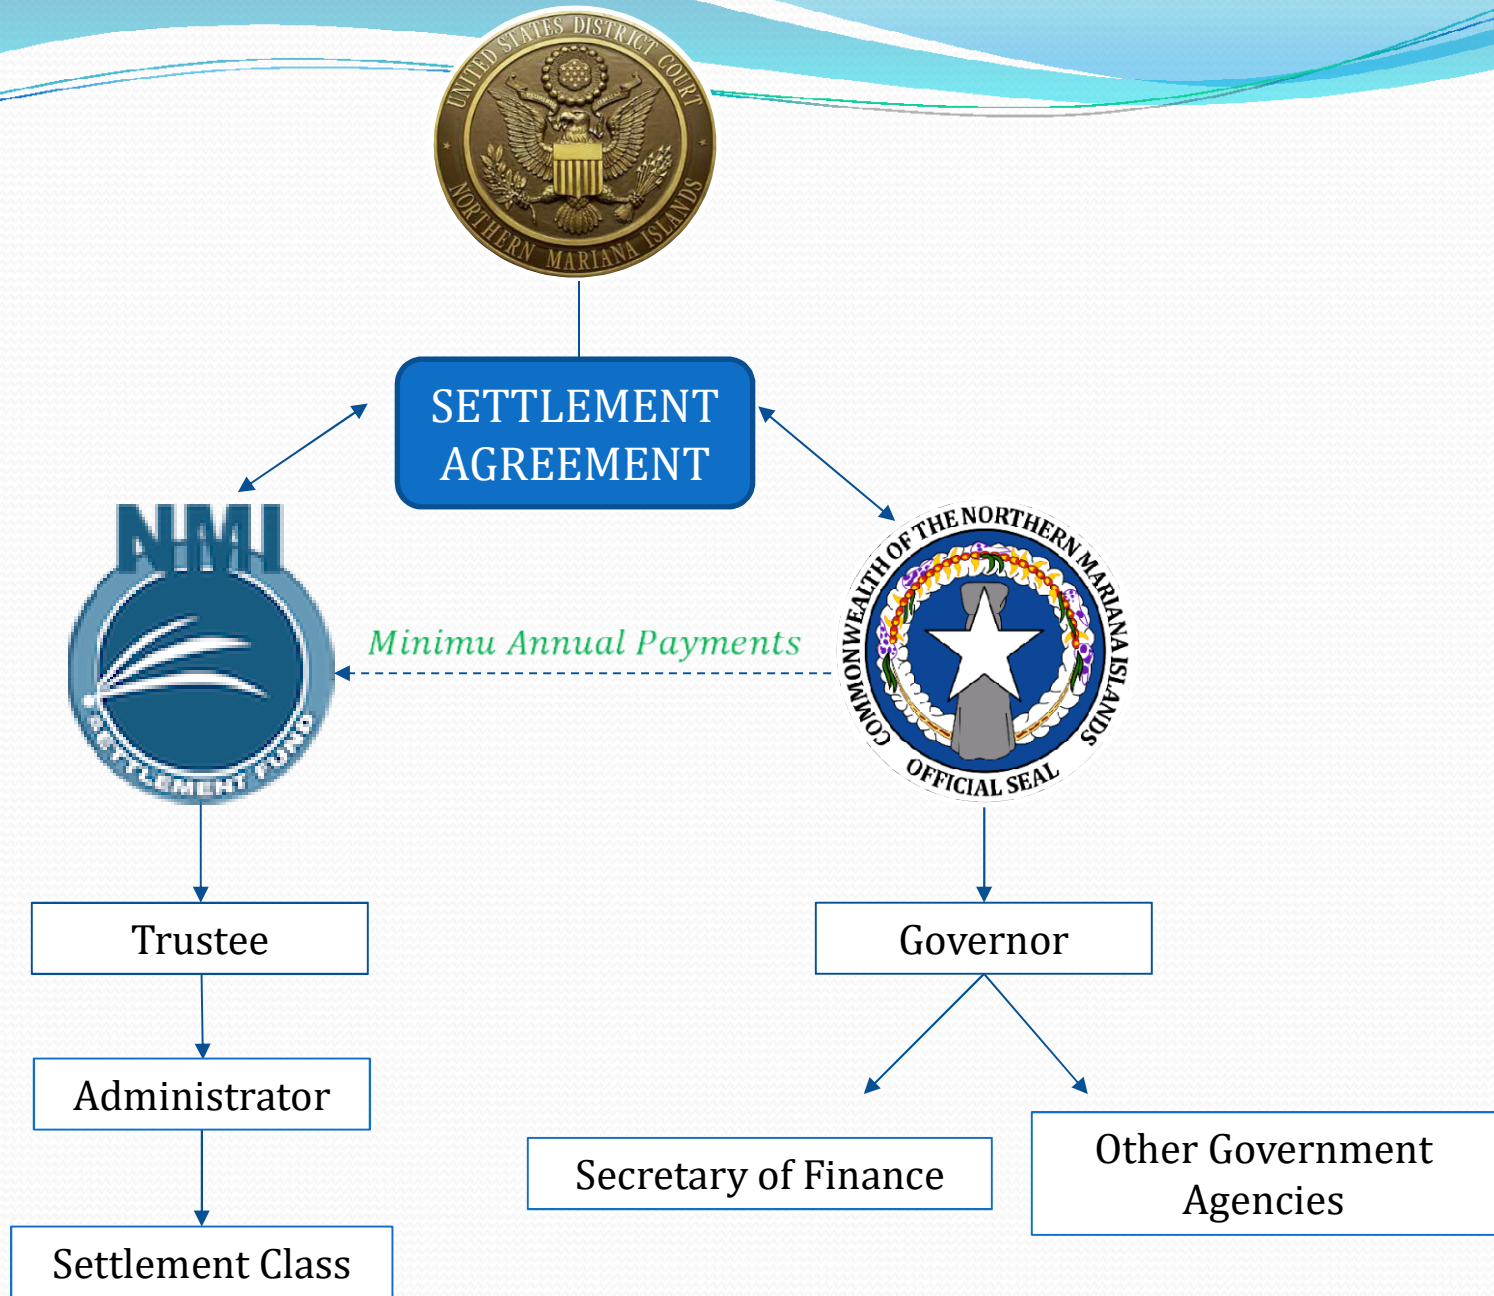 UNITED STATES DISTRICT COURT
NORTHERN MARIANA ISLANDS
SETTLEMENT
AGREEMENT
NMI
SETTLEMENT FUND
Minimu Annual Payments
COMMONWEALTH OF THE NORTHERN MARIANA ISLANDS
OFFICIAL SEAL
Trustee
Governor
Administrator
Secretary of Finance
Other Government
Agencies
Settlement Class